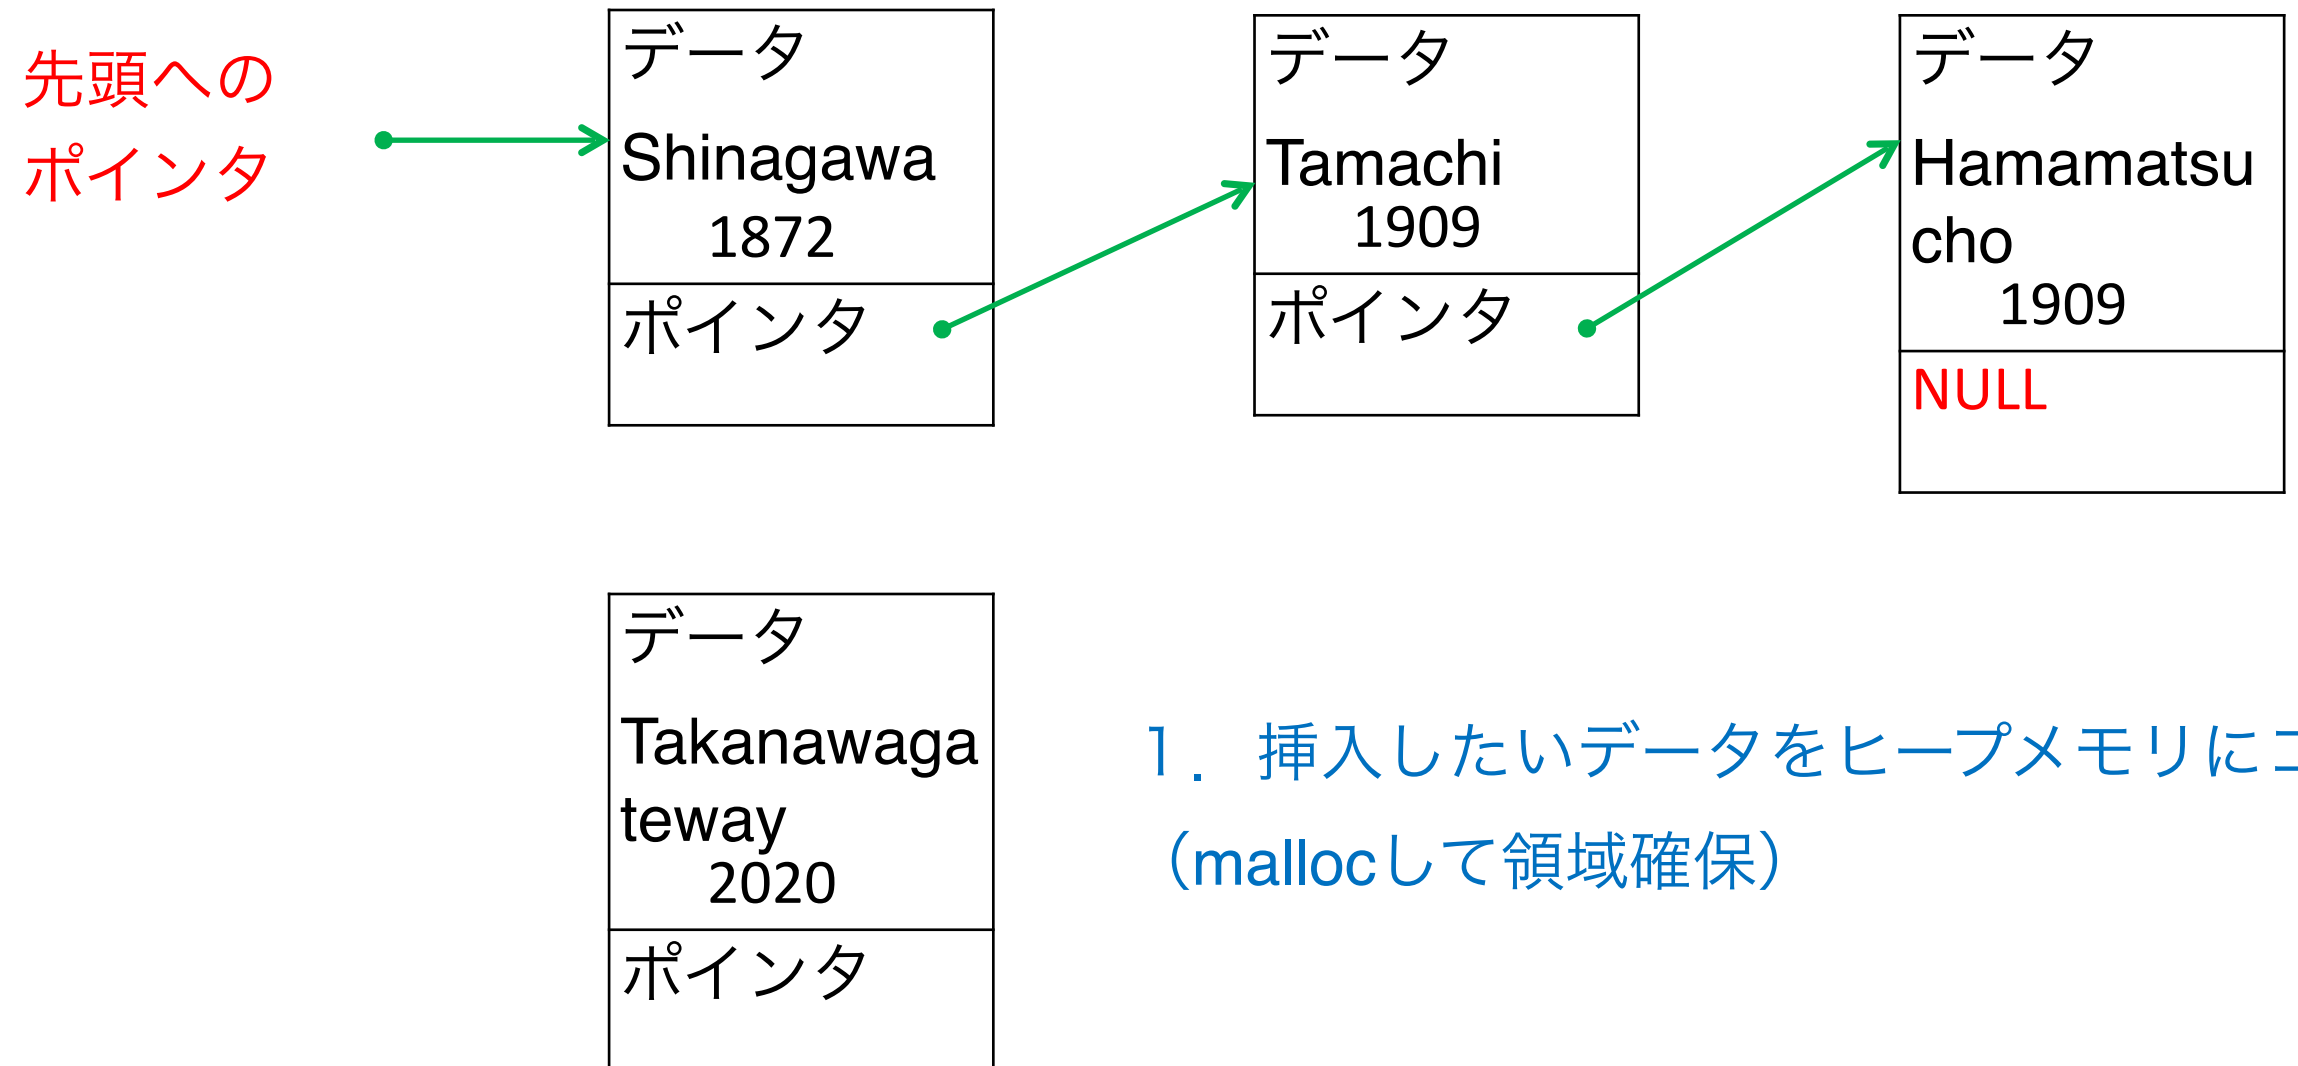 先頭への
ポインタ
データ
Shinagawa
1872
ポインタ
データ
Tamachi
1909
ポインタ
データ
Hamamatsu
cho
1909
NULL
データ
Takanawaga
teway
2020
ポインタ
1. 挿入したいデータをヒープメモリに
（mallocして領域確保）